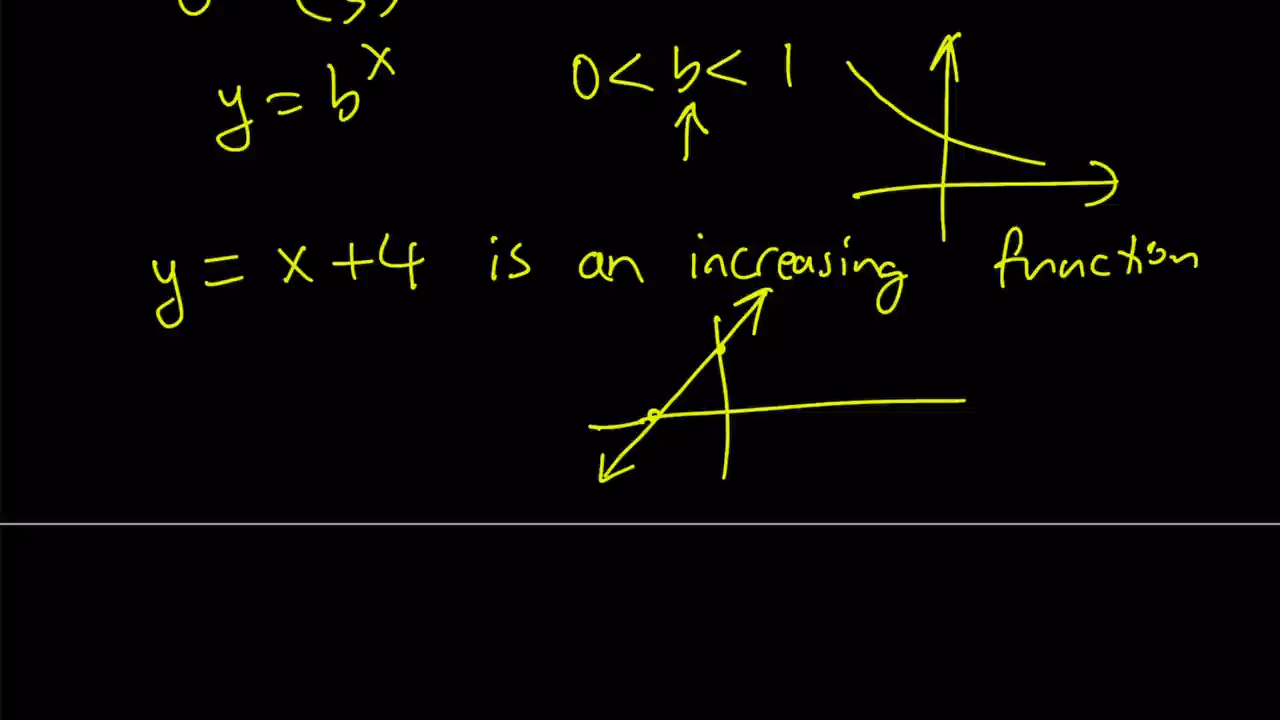 y = b^x 0 < b < 1
y = x + 4 is an increasing function